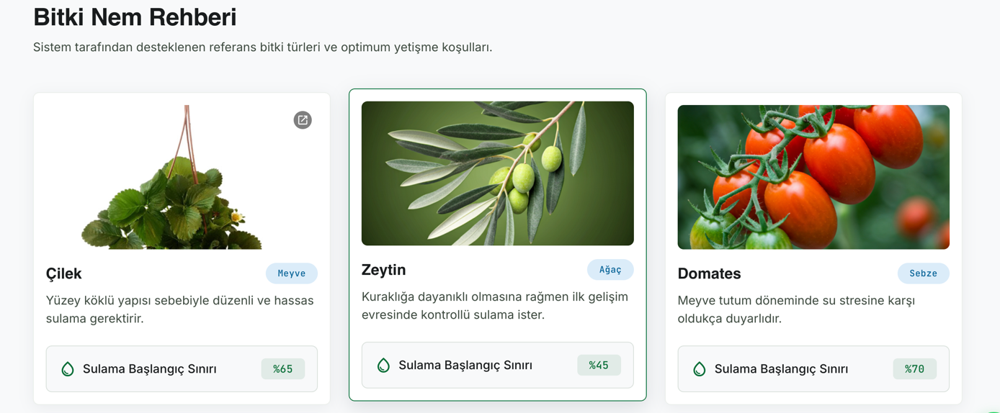 Bitki Nem Rehberi
Sistem tarafından desteklenen referans bitki türleri ve optimum yetişme koşulları.
Çilek
Meyve
Yüzey köklü yapısı sebebiyle düzenli ve hassas
sulama gerektirir.
Sulama Başlangıç Sınırı
%65
Zeytin
Ağaç
Kuraklığa dayanıklı olmasına rağmen ilk gelişim
evresinde kontrollü sulama ister.
Sulama Başlangıç Sınırı
%45
Domates
Sebze
Meyve tutum döneminde su stresine karşı
oldukça duyarlıdır.
Sulama Başlangıç Sınırı
%70